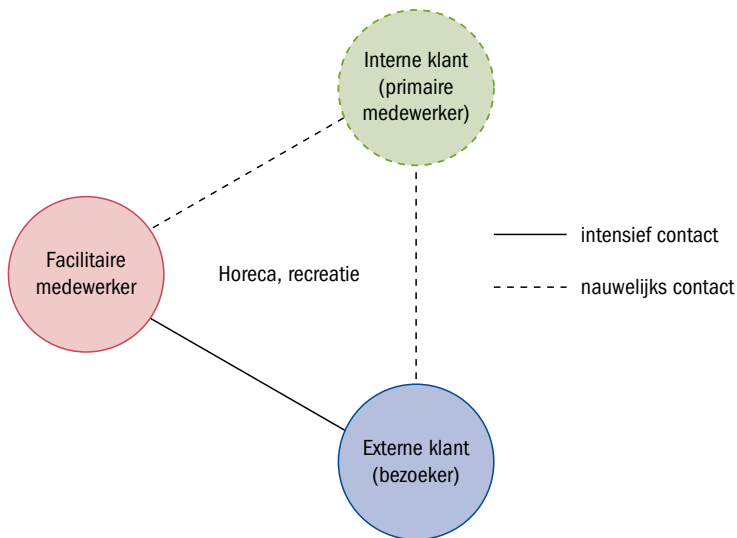 Interne klant
(primaire
medewerker)
Facilitaire
medewerker
Horeca, recreatie
intensief contact
nauwelijks contact
Externe klant
(bezoeker)